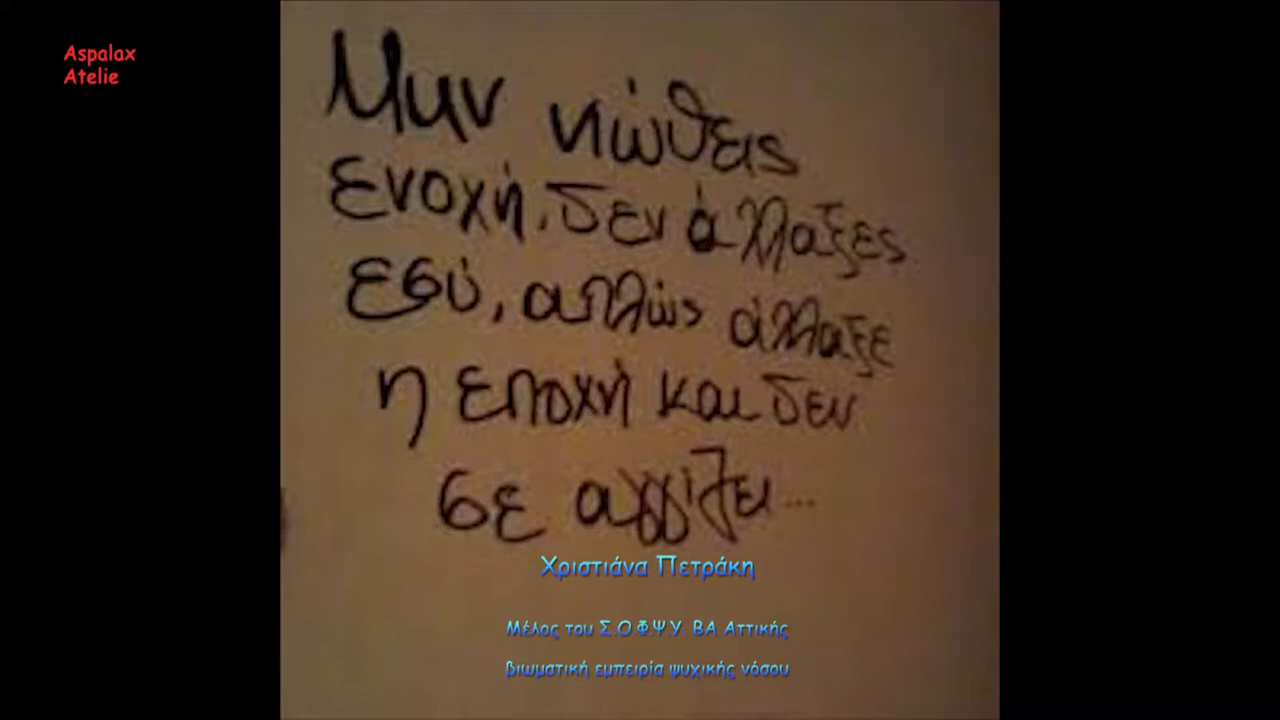 Aspalax
Atelie
Μην νιώθεις
ενοχή, δεν άλλαξες
εσύ, απλώς άλλαξε
η εποχή και δεν
σε αγγίζει...
Χριστιάνα Πετράκη
Μέλος του Σ.Ο.Φ.Ψ.Υ ΒΑ Αττικής
βιωματική εμπειρία ψυχικής νόσου